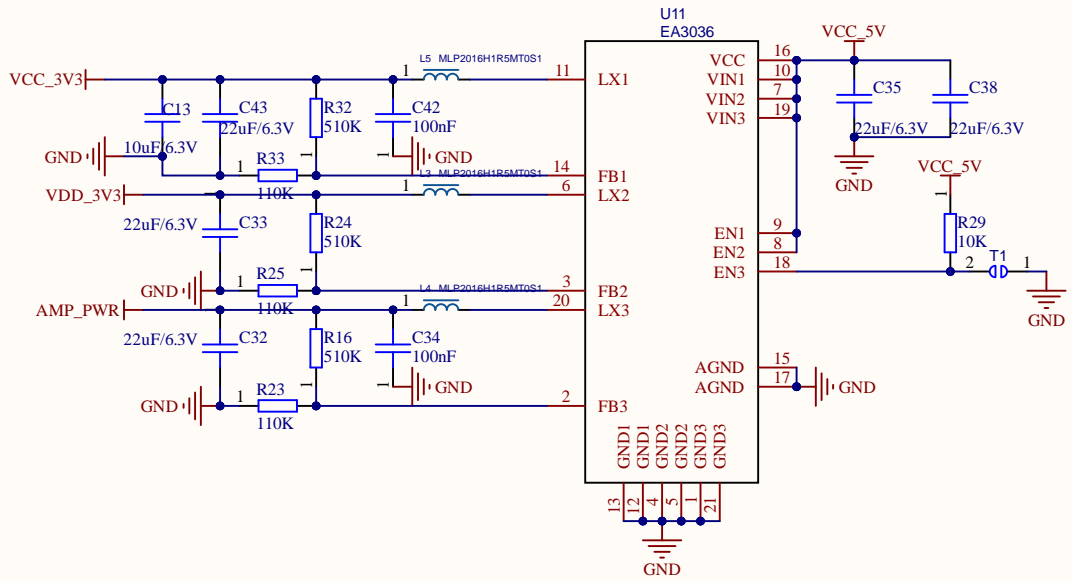 U11
EA3036
VCC_5V
L5 MLP2016H1R5MT0S1
VCC_3V3
1
11
LX1
VCC
16
VIN1
10
VIN2
7
VIN3
19
C13
10uF/6.3V
C43
22uF/6.3V
R32
510K
1
C42
100nF
1
GND
C35
22uF/6.3V
C38
22uF/6.3V
GND
GND
1
R33
110K
14
FB1
L3 MLP2016H1R5MT0S1
VDD_3V3
1
6
LX2
VCC_5V
1
R29
10K
22uF/6.3V
C33
R24
510K
1
EN1
9
EN2
8
EN3
18
2
T1
1
GND
GND
1
R25
110K
3
FB2
L4 MLP2016H1R5MT0S1
AMP_PWR
1
20
LX3
22uF/6.3V
C32
R16
510K
1
C34
100nF
1
GND
AGND
15
AGND
17
GND
GND
1
R23
110K
2
FB3
GND1
GND1
GND2
GND2
GND3
GND3
13
12
4
5
1
21
GND